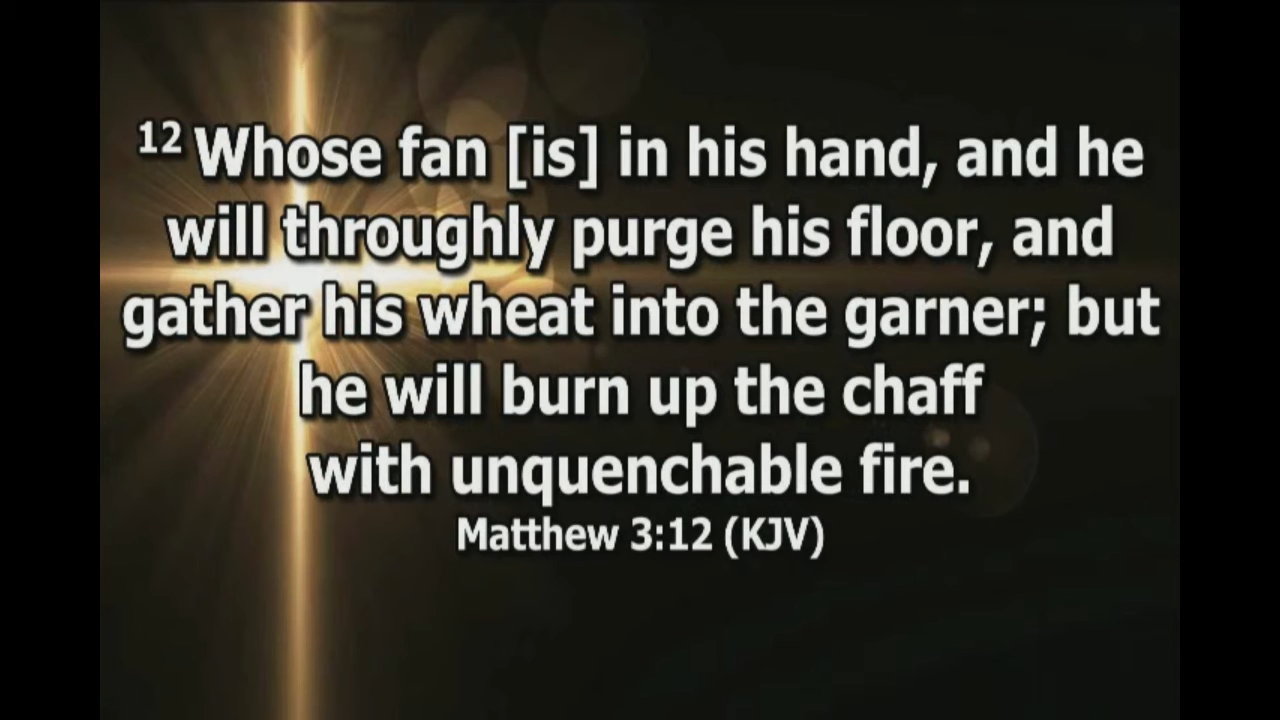 12 Whose fan [is] in his hand, and he
will throughly purge his floor, and
gather his wheat into the garner; but
he will burn up the chaff
with unquenchable fire.
Matthew 3:12 (KJV)